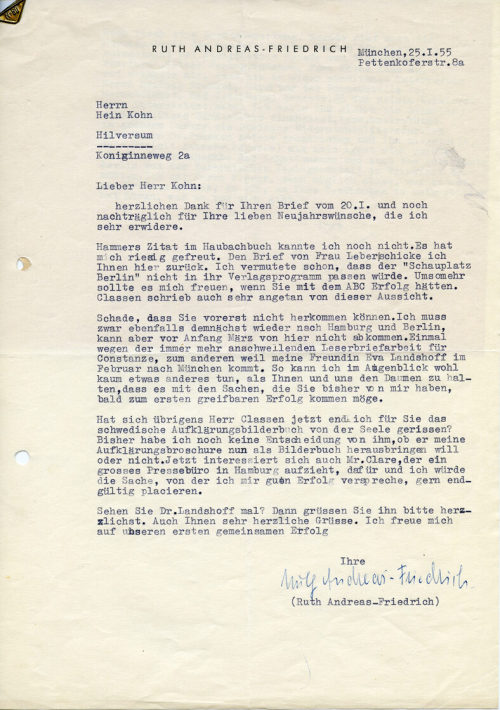 RUTH ANDREAS-FRIEDRICH
München,25.I.55
Pettenkoferstr.8a
Herrn
Hein Kohn
Hilversum
Koniginneweg 2a
Lieber Herr Kohn:
herzlichen Dank für Ihren Brief vom 20.I. und noch
nachträglich für Ihre lieben Neujahrswünsche, die ich
sehr erwidere.
Hammers Zitat im Haubachbuch kannte ich noch nicht.Es hat
mich riesig gefreut. Den Brief von Frau Leber schicke ich
Ihnen hier zurück. Ich vermutete schon, dass der "Schauplatz
Berlin" nicht in ihr Verlagsprogramm passen würde. Umsomehr
sollte es mich freuen, wenn Sie mit dem ABC Erfolg hätten.
Classen schrieb auch sehr angetan von dieser Aussicht.
Schade, dass Sie vorerst nicht herkommen können.Ich muss
zwar ebenfalls demnächst wieder nach Hamburg und Berlin,
kann aber vor Anfang März von hier nicht abkommen.Einmal
wegen der immer mehr anschwellenden Leserbriefarbeit für
Constanze, zum anderen weil meine Freundin Eva Landshoff im
Februar nach München kommt. So kann ich im Augenblick wohl
kaum etwas anderes tun, als Ihnen und uns den Daumen zu hal-
ten,dass es mit den Sachen, die Sie bisher von mir haben,
bald zum ersten greifbaren Erfolg kommen möge.
Hat sich übrigens Herr Classen jetzt endlich für Sie das
schwedische Aufklärungsbilderbuch von der Seele gerissen?
Bisher habe ich noch keine Entscheidung von ihm,ob er meine
Aufklärungsbroschure nun als Bilderbuch herausbringen will
oder nicht.Jetzt interessiert sich auch Mr.Clare,der ein
grosses Pressebüro in Hamburg aufzieht, dafür und ich würde
die Sache, von der ich mir guten Erfolg verspreche, gern end-
gültig placieren.
Sehen Sie Dr.Landshoff mal? Dann grüssen Sie ihn bitte herz-
lichst. Auch Ihnen sehr herzliche Grüsse. Ich freue mich
auf unseren ersten gemeinsamen Erfolg
Ihre
Andreas-Friedrich.
(Ruth Andreas-Friedrich)